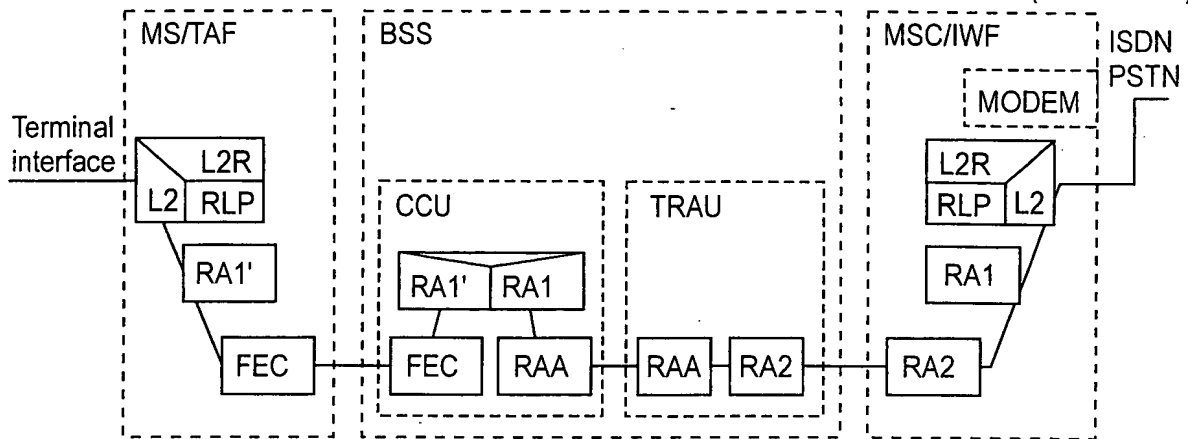 MS/TAF
BSS
MSC/IWF
ISDN
PSTN
MODEM
Terminal
interface
L2R
L2
RLP
L2R
RLP
L2
CCU
TRAU
RA1'
RA1'
RA1
RA1
FEC
FEC
RAA
RAA
RA2
RA2